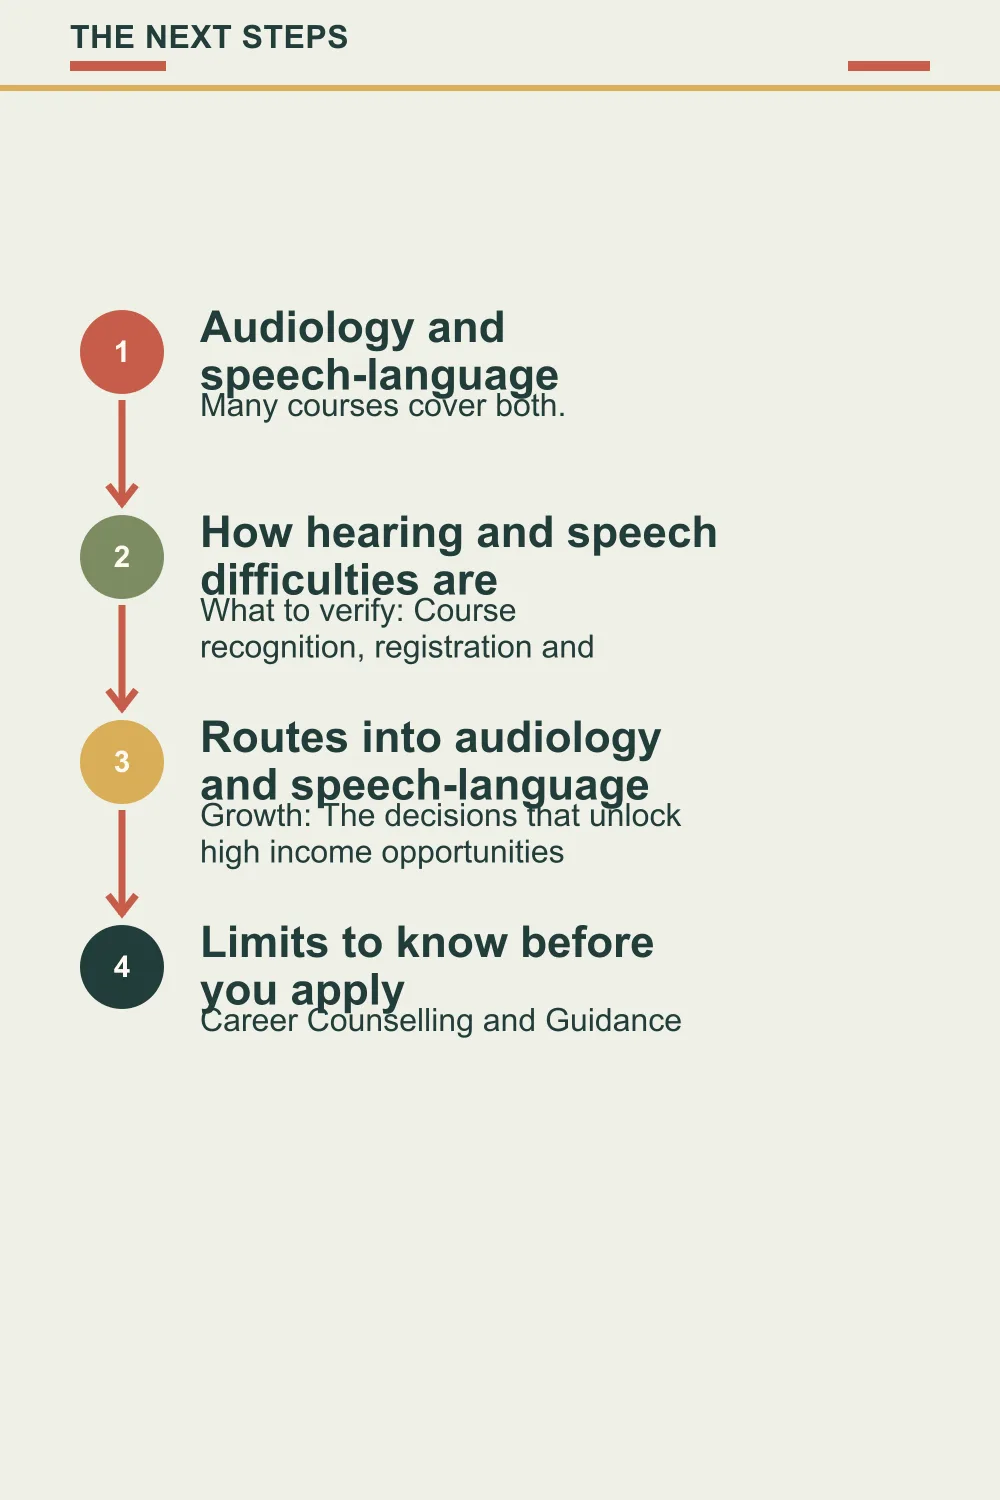 THE NEXT STEPS
1
Audiology and
speech-language
Many courses cover both.
2
How hearing and speech
difficulties are
What to verify: Course
recognition, registration and
3
Routes into audiology
and speech-language
Growth: The decisions that unlock
high income opportunities
4
Limits to know before
you apply
Career Counselling and Guidance